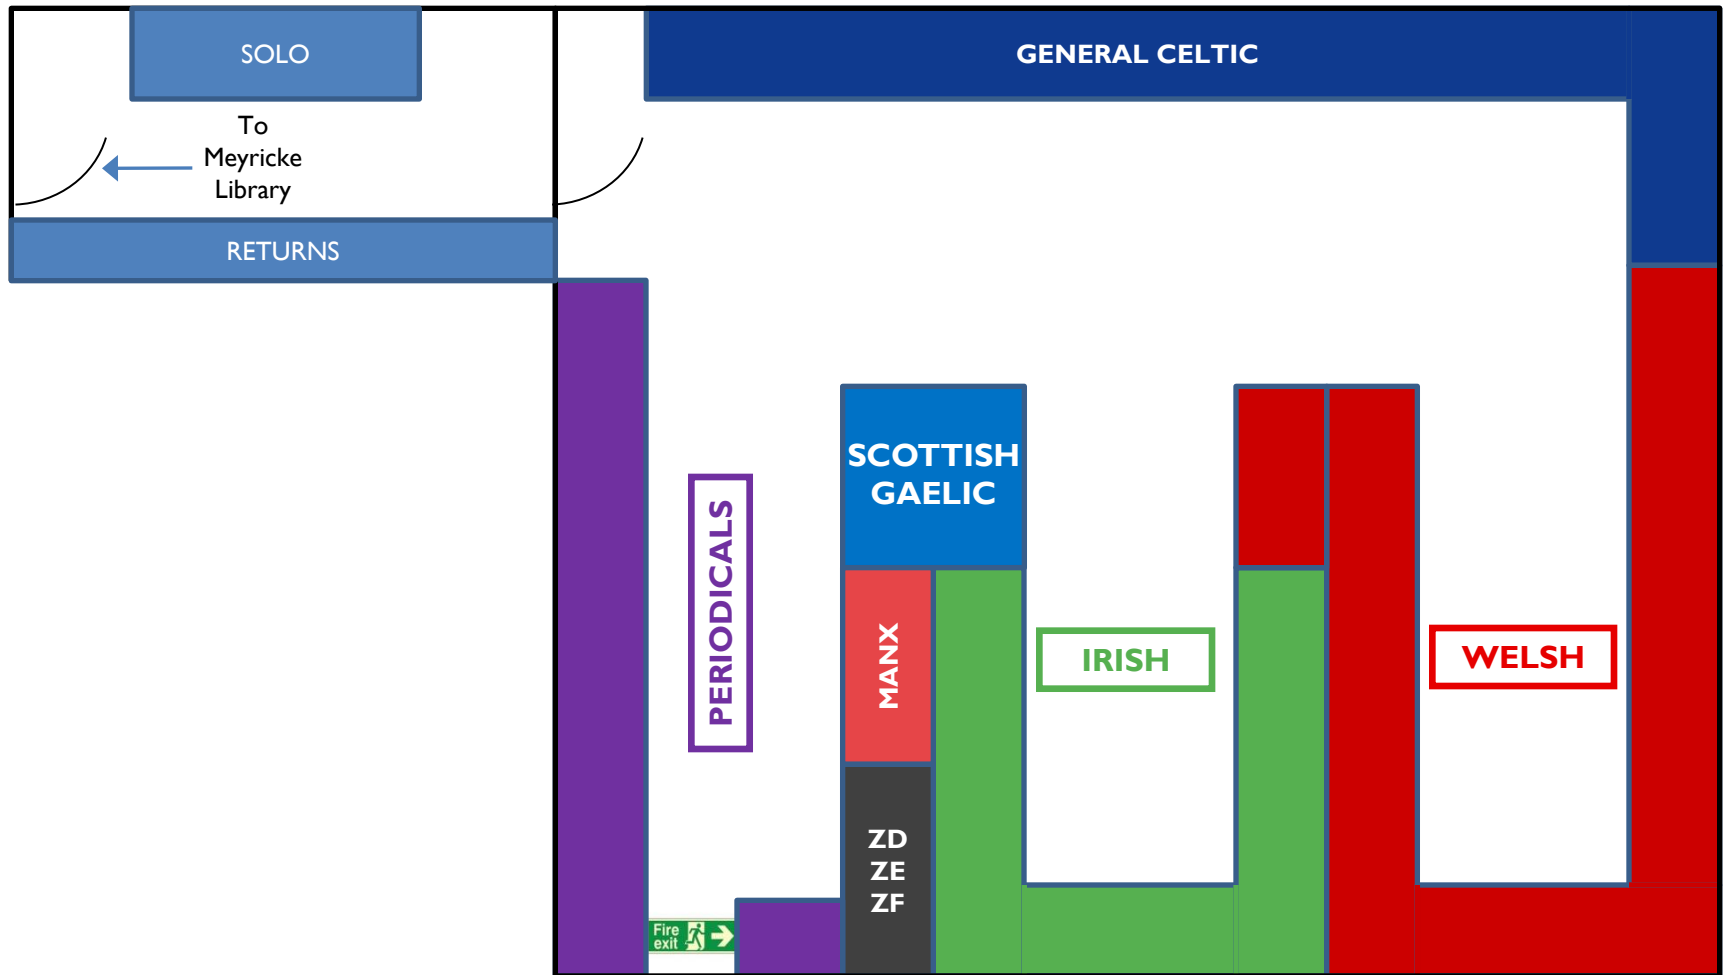 SOLO
GENERAL CELTIC
To
Meyricke
Library
RETURNS
SCOTTISH
GAELIC
PERIODICALS
MANX
IRISH
WELSH
ZD
ZE
ZF
Fire
exit